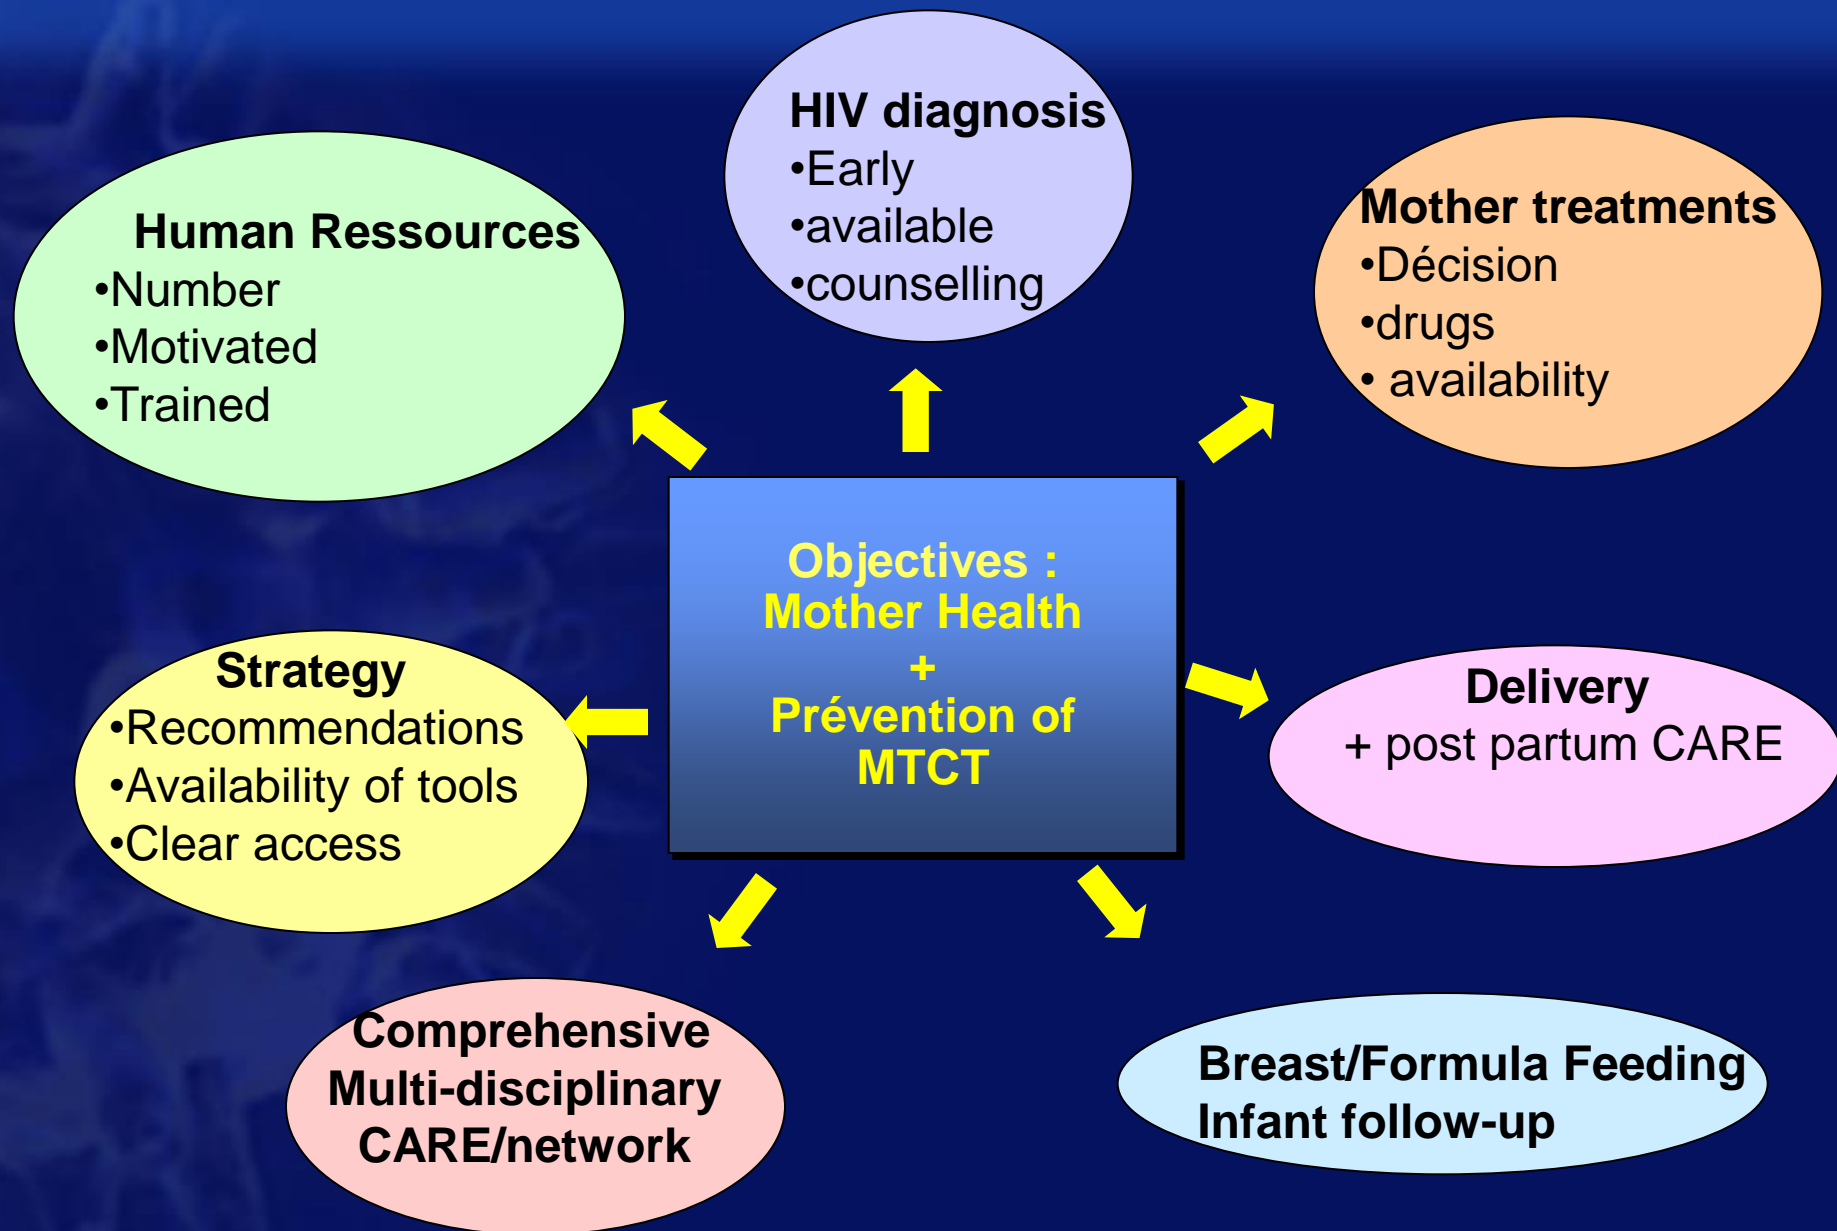 HIV diagnosis
•Early
•available
•counselling
Human Ressources
•Number
•Motivated
•Trained
Mother treatments
•Décision
•drugs
• availability
Objectives :
Mother Health
+
Prévention of
MTCT
Strategy
•Recommendations
•Availability of tools
•Clear access
Delivery
+ post partum CARE
Comprehensive
Multi-disciplinary
CARE/network
Breast/Formula Feeding
Infant follow-up